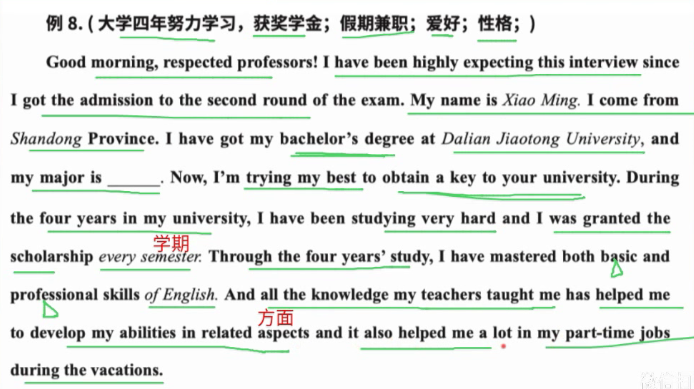 例 8. ( 大学四年努力学习，获奖学金；假期兼职；爱好；性格；)
Good morning, respected professors! I have been highly expecting this interview since
I got the admission to the second round of the exam. My name is Xiao Ming. I come from
Shandong Province. I have got my bachelor's degree at Dalian Jiaotong University, and
my major is ______. Now, I'm trying my best to obtain a key to your university. During
the four years in my university, I have been studying very hard and I was granted the
学期
scholarship every semester. Through the four years' study, I have mastered both basic and
professional skills of English. And all the knowledge my teachers taught me has helped me
方面
to develop my abilities in related aspects and it also helped me a lot in my part-time jobs
during the vacations.